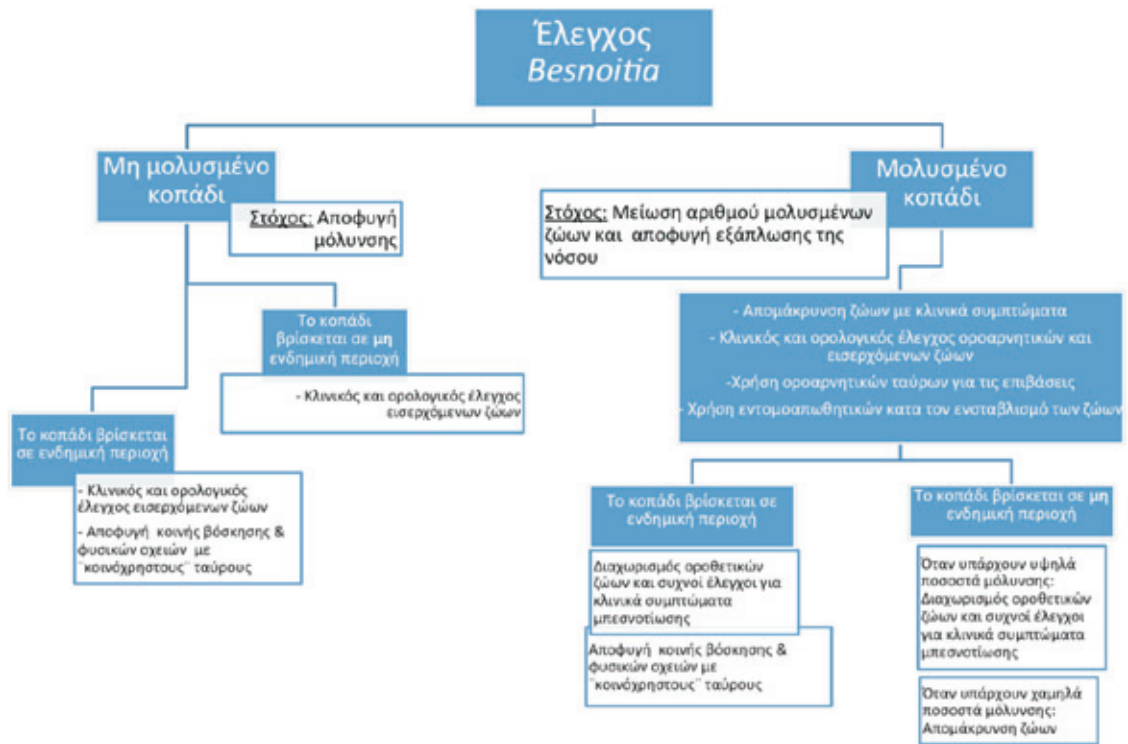 Έλεγχος
Besnoitia
Μη μολυσμένο
κοπάδι
Στόχος: Αποφυγή
μόλυνσης
Το κοπάδι
βρίσκεται σε μη
ενδημική περιοχή
- Κλινικός και ορολογικός έλεγχος
εισερχόμενων ζώων
Το κοπάδι βρίσκεται
σε ενδημική περιοχή
- Κλινικός και ορολογικός
έλεγχος εισερχόμενων ζώων
- Αποφυγή κοινής βόσκησης &
φυσικών οχειών με
¨κοινόχρηστους¨ ταύρους
Μολυσμένο
κοπάδι
Στόχος: Μείωση αριθμού μολυσμένων
ζώων και αποφυγή εξάπλωσης της
νόσου
- Απομάκρυνση ζώων με κλινικά συμπτώματα
- Κλινικός και ορολογικός έλεγχος οροαρνητικών και
εισερχόμενων ζώων
-Χρήση οροαρνητικών ταύρων για τις επιβάσεις
- Χρήση εντομοαπωθητικών κατα τον ενσταβλισμό των ζώων
Το κοπάδι βρίσκεται σε
ενδημική περιοχή
Διαχωρισμός οροθετικών
ζώων και συχνοί έλεγχοι για
κλινικά συμπτώματα
μπεσνοτίωσης
Αποφυγή κοινής βόσκησης &
φυσικών οχειών με
¨κοινόχρηστους¨ ταύρους
Το κοπάδι βρίσκεται σε μη
ενδημική περιοχή
Όταν υπάρχουν υψηλά
ποσοστά μόλυνσης:
Διαχωρισμός οροθετικών
ζώων και συχνοί έλεγχοι
για κλινικά συμπτώματα
μπεσνοτίωσης
Όταν υπάρχουν χαμηλά
ποσοστά μόλυνσης:
Απομάκρυνση ζώων